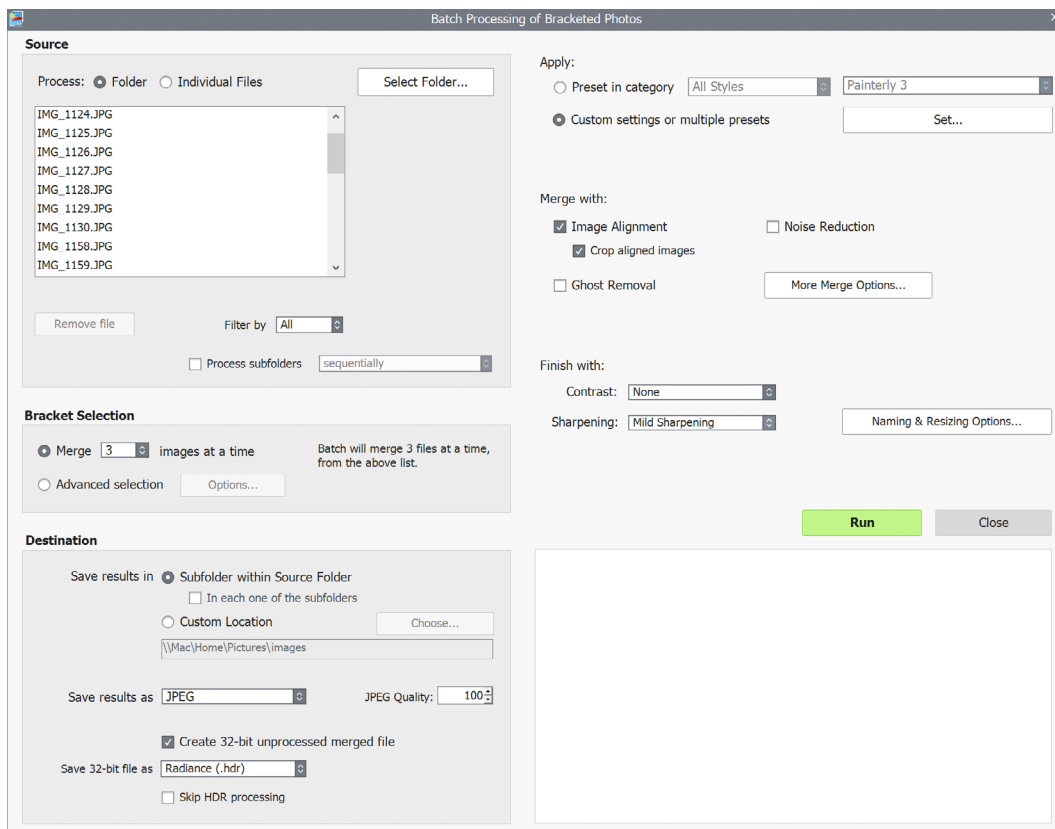 Batch Processing of Bracketed Photos
Source
Process: Folder Individual Files Select Folder...
IMG_1124.JPG
IMG_1125.JPG
IMG_1126.JPG
IMG_1127.JPG
IMG_1128.JPG
IMG_1129.JPG
IMG_1130.JPG
IMG_1158.JPG
IMG_1159.JPG
Remove file Filter by All
Process subfolders sequentially
Bracket Selection
Merge 3 images at a time
Batch will merge 3 files at a time,
from the above list.
Advanced selection Options...
Destination
Save results in Subfolder within Source Folder
In each one of the subfolders
Custom Location Choose...
\\Mac\Home\Pictures\images
Save results as JPEG JPEG Quality: 100
Create 32-bit unprocessed merged file
Save 32-bit file as Radiance (.hdr)
Skip HDR processing
Apply:
Preset in category All Styles Painterly 3
Custom settings or multiple presets Set...
Merge with:
Image Alignment Noise Reduction
Crop aligned images
Ghost Removal More Merge Options...
Finish with:
Contrast: None
Sharpening: Mild Sharpening Naming & Resizing Options...
Run Close